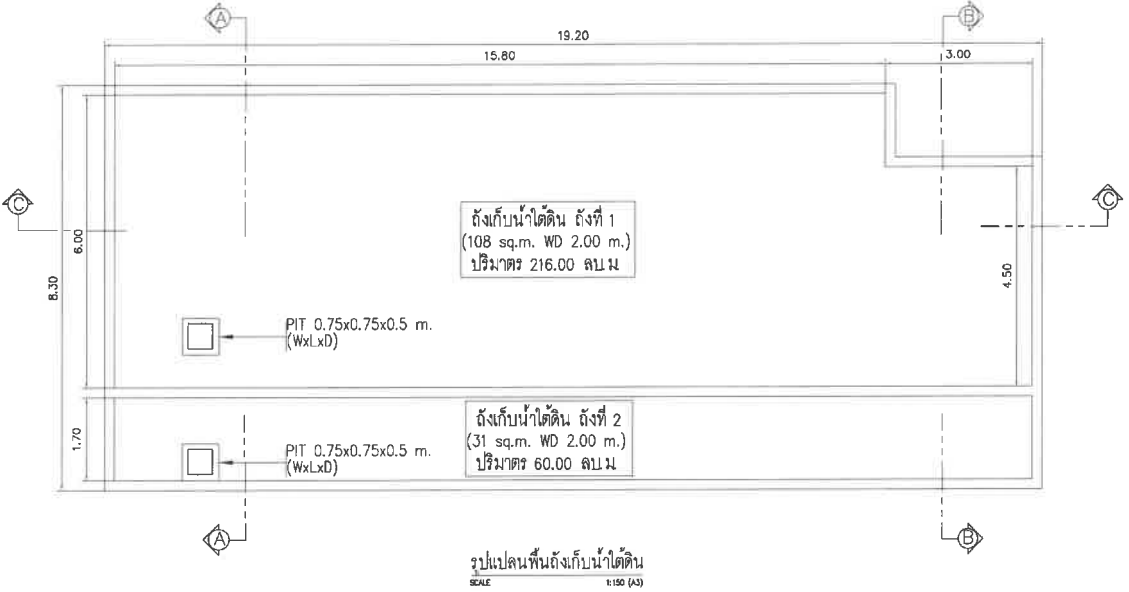 A
B
19.20
15.80
3.00
C
C
ถังเก็บน้ำใต้ดิน ถังที่ 1
(108 sq.m. WD 2.00 m.)
ปริมาตร 216.00 ลบ.ม
6.00
8.30
4.50
PIT 0.75x0.75x0.5 m.
(WxLxD)
ถังเก็บน้ำใต้ดิน ถังที่ 2
(31 sq.m. WD 2.00 m.)
ปริมาตร 60.00 ลบ.ม
1.70
PIT 0.75x0.75x0.5 m.
(WxLxD)
A
B
รูปแปลนพื้นถังเก็บน้ำใต้ดิน
SCALE 1:150 (A3)